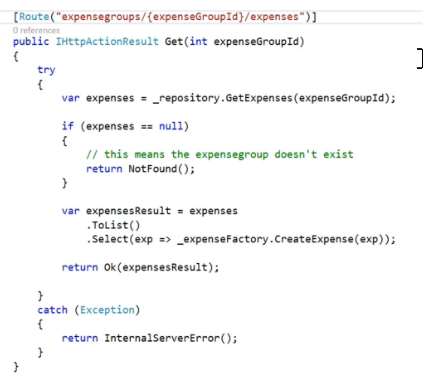 [Route("expensegroups/{expenseGroupId}/expenses")]
0 references
public IHttpActionResult Get(int expenseGroupId)
{
    try
    {
        var expenses = _repository.GetExpenses(expenseGroupId);

        if (expenses == null)
        {
            // this means the expensegroup doesn't exist
            return NotFound();
        }

        var expensesResult = expenses
            .ToList()
            .Select(exp => _expenseFactory.CreateExpense(exp));

        return Ok(expensesResult);

    }
    catch (Exception)
    {
        return InternalServerError();
    }
}